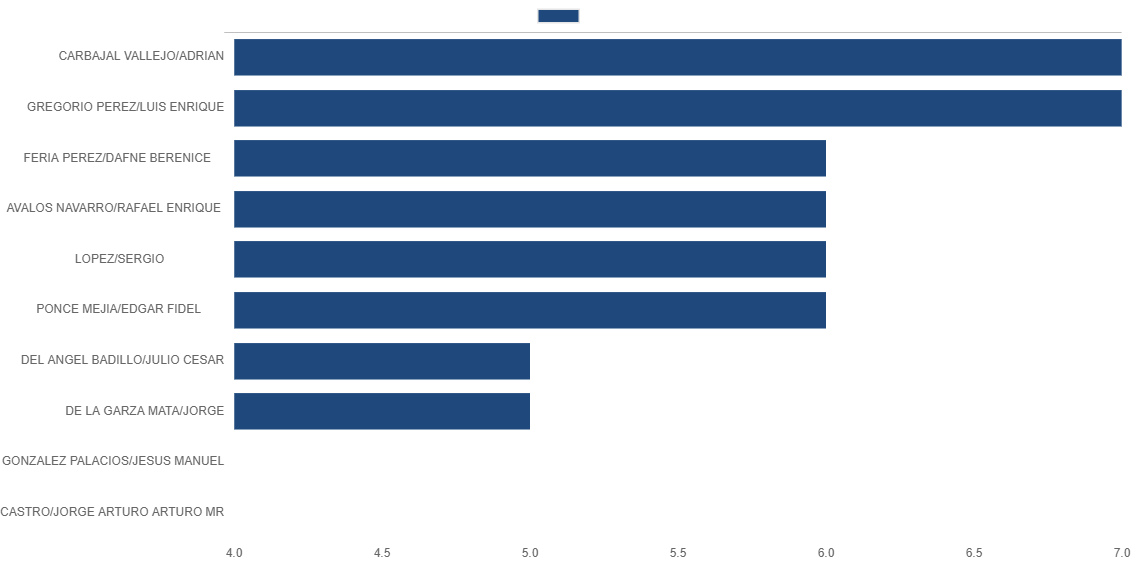 CARBAJAL VALLEJO/ADRIAN
GREGORIO PEREZ/LUIS ENRIQUE
FERIA PEREZ/DAFNE BERENICE
AVALOS NAVARRO/RAFAEL ENRIQUE
LOPEZ/SERGIO
PONCE MEJIA/EDGAR FIDEL
DEL ANGEL BADILLO/JULIO CESAR
DE LA GARZA MATA/JORGE
GONZALEZ PALACIOS/JESUS MANUEL
CASTRO/JORGE ARTURO ARTURO MR
4.0 4.5 5.0 5.5 6.0 6.5 7.0